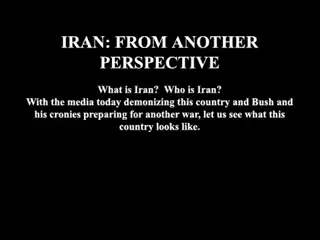 IRAN: FROM ANOTHER
PERSPECTIVE
What is Iran?  Who is Iran?
With the media today demonizing this country and Bush and
his cronies preparing for another war, let us see what this
country looks like.